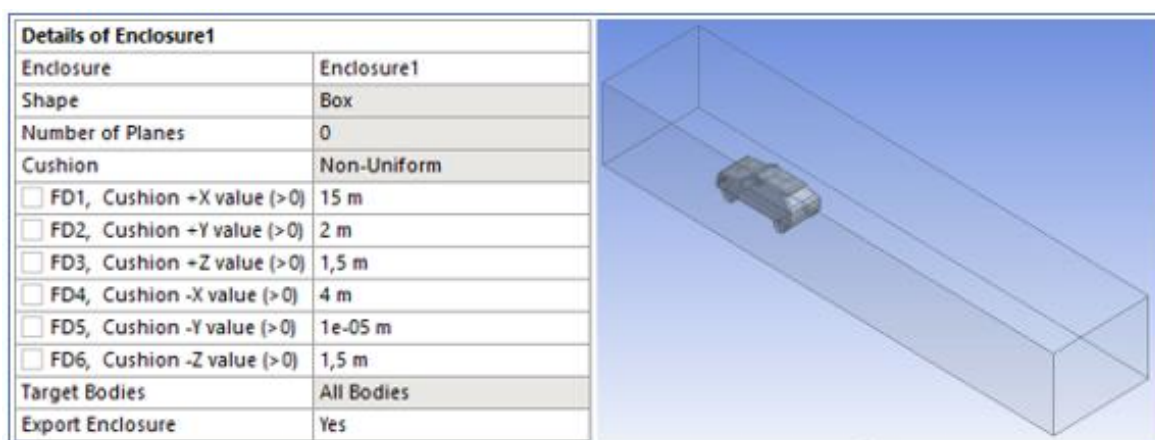 Details of Enclosure1
Enclosure Enclosure1
Shape Box
Number of Planes 0
Cushion Non-Uniform
FD1, Cushion +X value (>0) 15 m
FD2, Cushion +Y value (>0) 2 m
FD3, Cushion +Z value (>0) 1,5 m
FD4, Cushion -X value (>0) 4 m
FD5, Cushion -Y value (>0) 1e-05 m
FD6, Cushion -Z value (>0) 1,5 m
Target Bodies All Bodies
Export Enclosure Yes